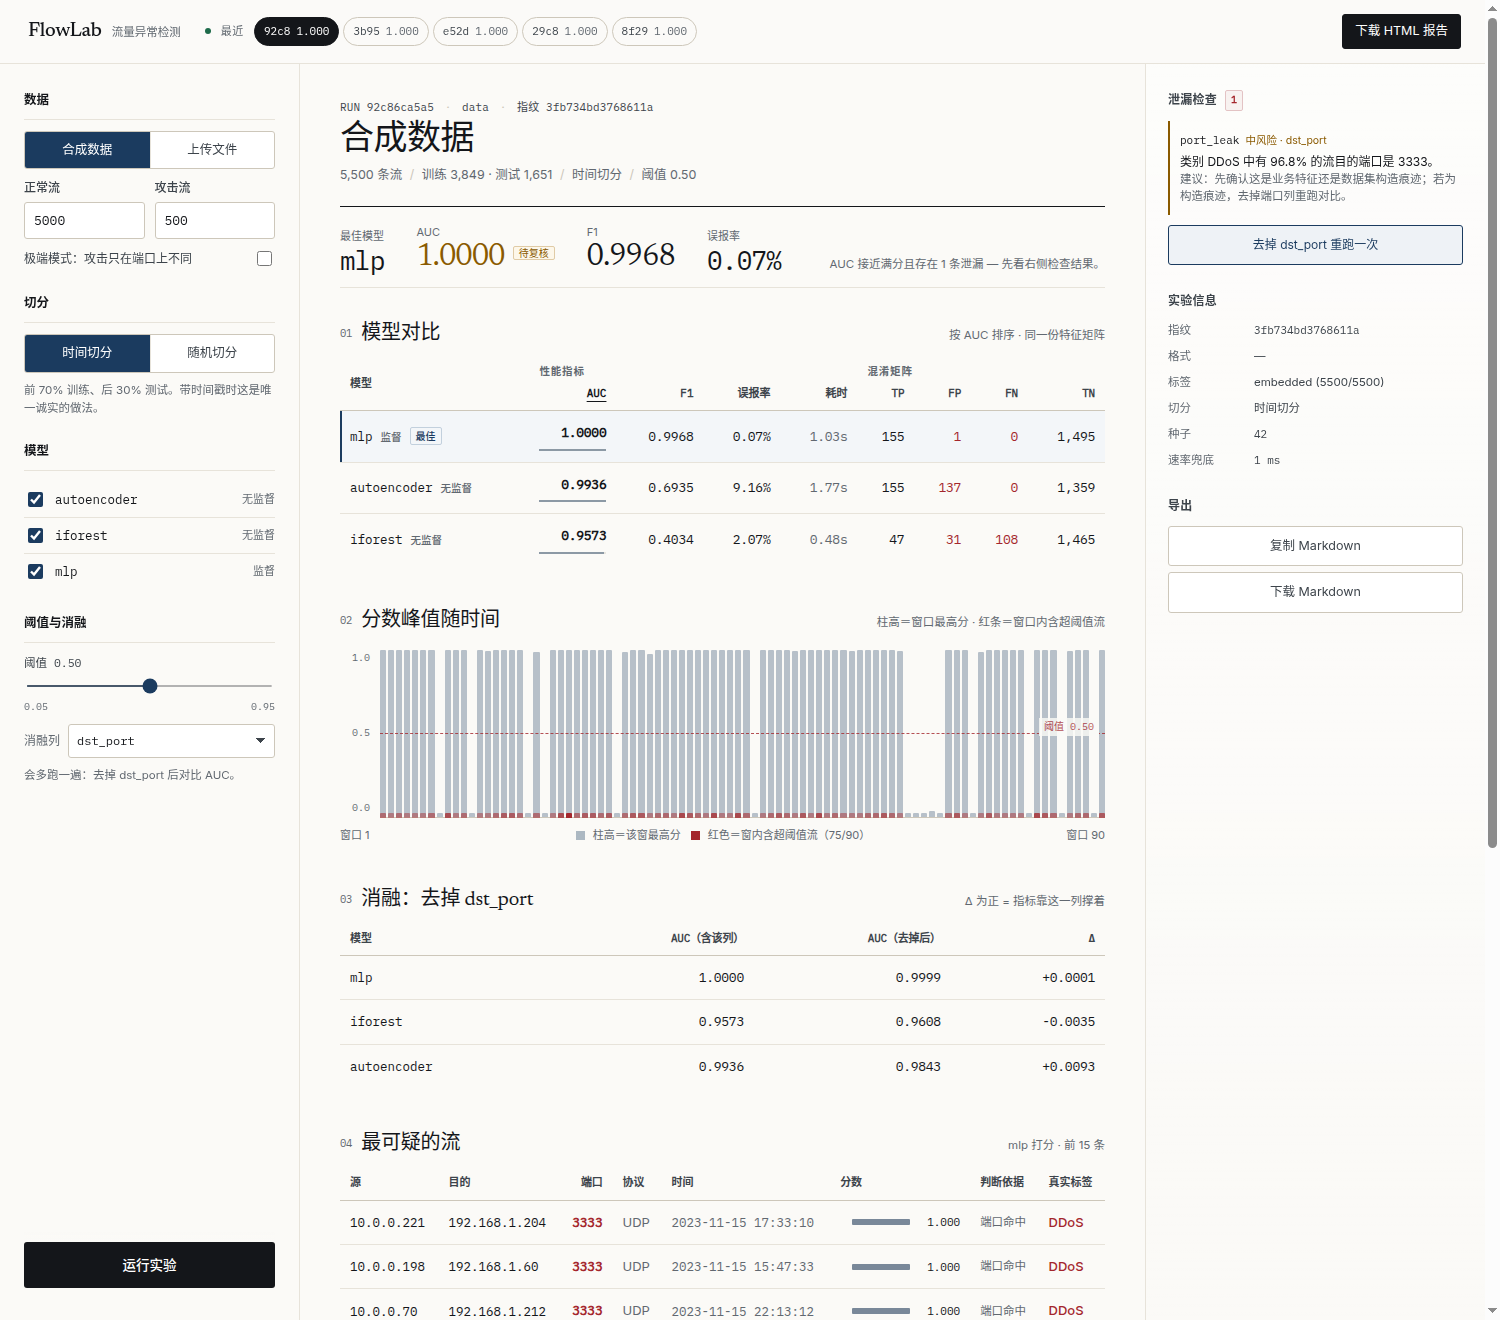 FlowLab 流量异常检测 最近 92c8 1.000 3b95 1.000 e52d 1.000 29c8 1.000 8f29 1.000 下载 HTML 报告
数据
合成数据 上传文件
正常流 攻击流
5000 500
极端模式：攻击只在端口上不同
切分
时间切分 随机切分
前 70% 训练、后 30% 测试。带时间戳时这是唯
一诚实的做法。
模型
autoencoder 无监督
iforest 无监督
mlp 监督
阈值与消融
阈值 0.50
0.05 0.95
消融列 dst_port
会多跑一遍：去掉 dst_port 后对比 AUC。
运行实验
RUN 92c86ca5a5 · data · 指纹 3fb734bd3768611a
合成数据
5,500 条流 / 训练 3,849 · 测试 1,651 / 时间切分 / 阈值 0.50
最佳模型 AUC F1 误报率
mlp 1.0000 待复核 0.9968 0.07% AUC 接近满分且存在 1 条泄漏 — 先看右侧检查结果。
01 模型对比 按 AUC 排序 · 同一份特征矩阵
性能指标 混淆矩阵
模型 AUC F1 误报率 耗时 TP FP FN TN
mlp 监督 最佳 1.0000 0.9968 0.07% 1.03s 155 1 0 1,495
autoencoder 无监督 0.9936 0.6935 9.16% 1.77s 155 137 0 1,359
iforest 无监督 0.9573 0.4034 2.07% 0.48s 47 31 108 1,465
02 分数峰值随时间 柱高＝窗口最高分 · 红条＝窗口内含超阈值流
1.0
阈值 0.50
0.5
0.0
窗口 1 柱高＝该窗最高分 红色＝窗内含超阈值流（75/90） 窗口 90
03 消融：去掉 dst_port Δ 为正 = 指标靠这一列撑着
模型 AUC（含该列） AUC（去掉后） Δ
mlp 1.0000 0.9999 +0.0001
iforest 0.9573 0.9608 -0.0035
autoencoder 0.9936 0.9843 +0.0093
04 最可疑的流 mlp 打分 · 前 15 条
源 目的 端口 协议 时间 分数 判断依据 真实标签
10.0.0.221 192.168.1.204 3333 UDP 2023-11-15 17:33:10 1.000 端口命中 DDoS
10.0.0.198 192.168.1.60 3333 UDP 2023-11-15 15:47:33 1.000 端口命中 DDoS
10.0.0.70 192.168.1.212 3333 UDP 2023-11-15 22:13:12 1.000 端口命中 DDoS
泄漏检查 1
port_leak 中风险 · dst_port
类别 DDoS 中有 96.8% 的流目的端口是 3333。
建议：先确认这是业务特征还是数据集构造痕迹；若为
构造痕迹，去掉端口列重跑对比。
去掉 dst_port 重跑一次
实验信息
指纹 3fb734bd3768611a
格式 —
标签 embedded (5500/5500)
切分 时间切分
种子 42
速率兜底 1 ms
导出
复制 Markdown
下载 Markdown